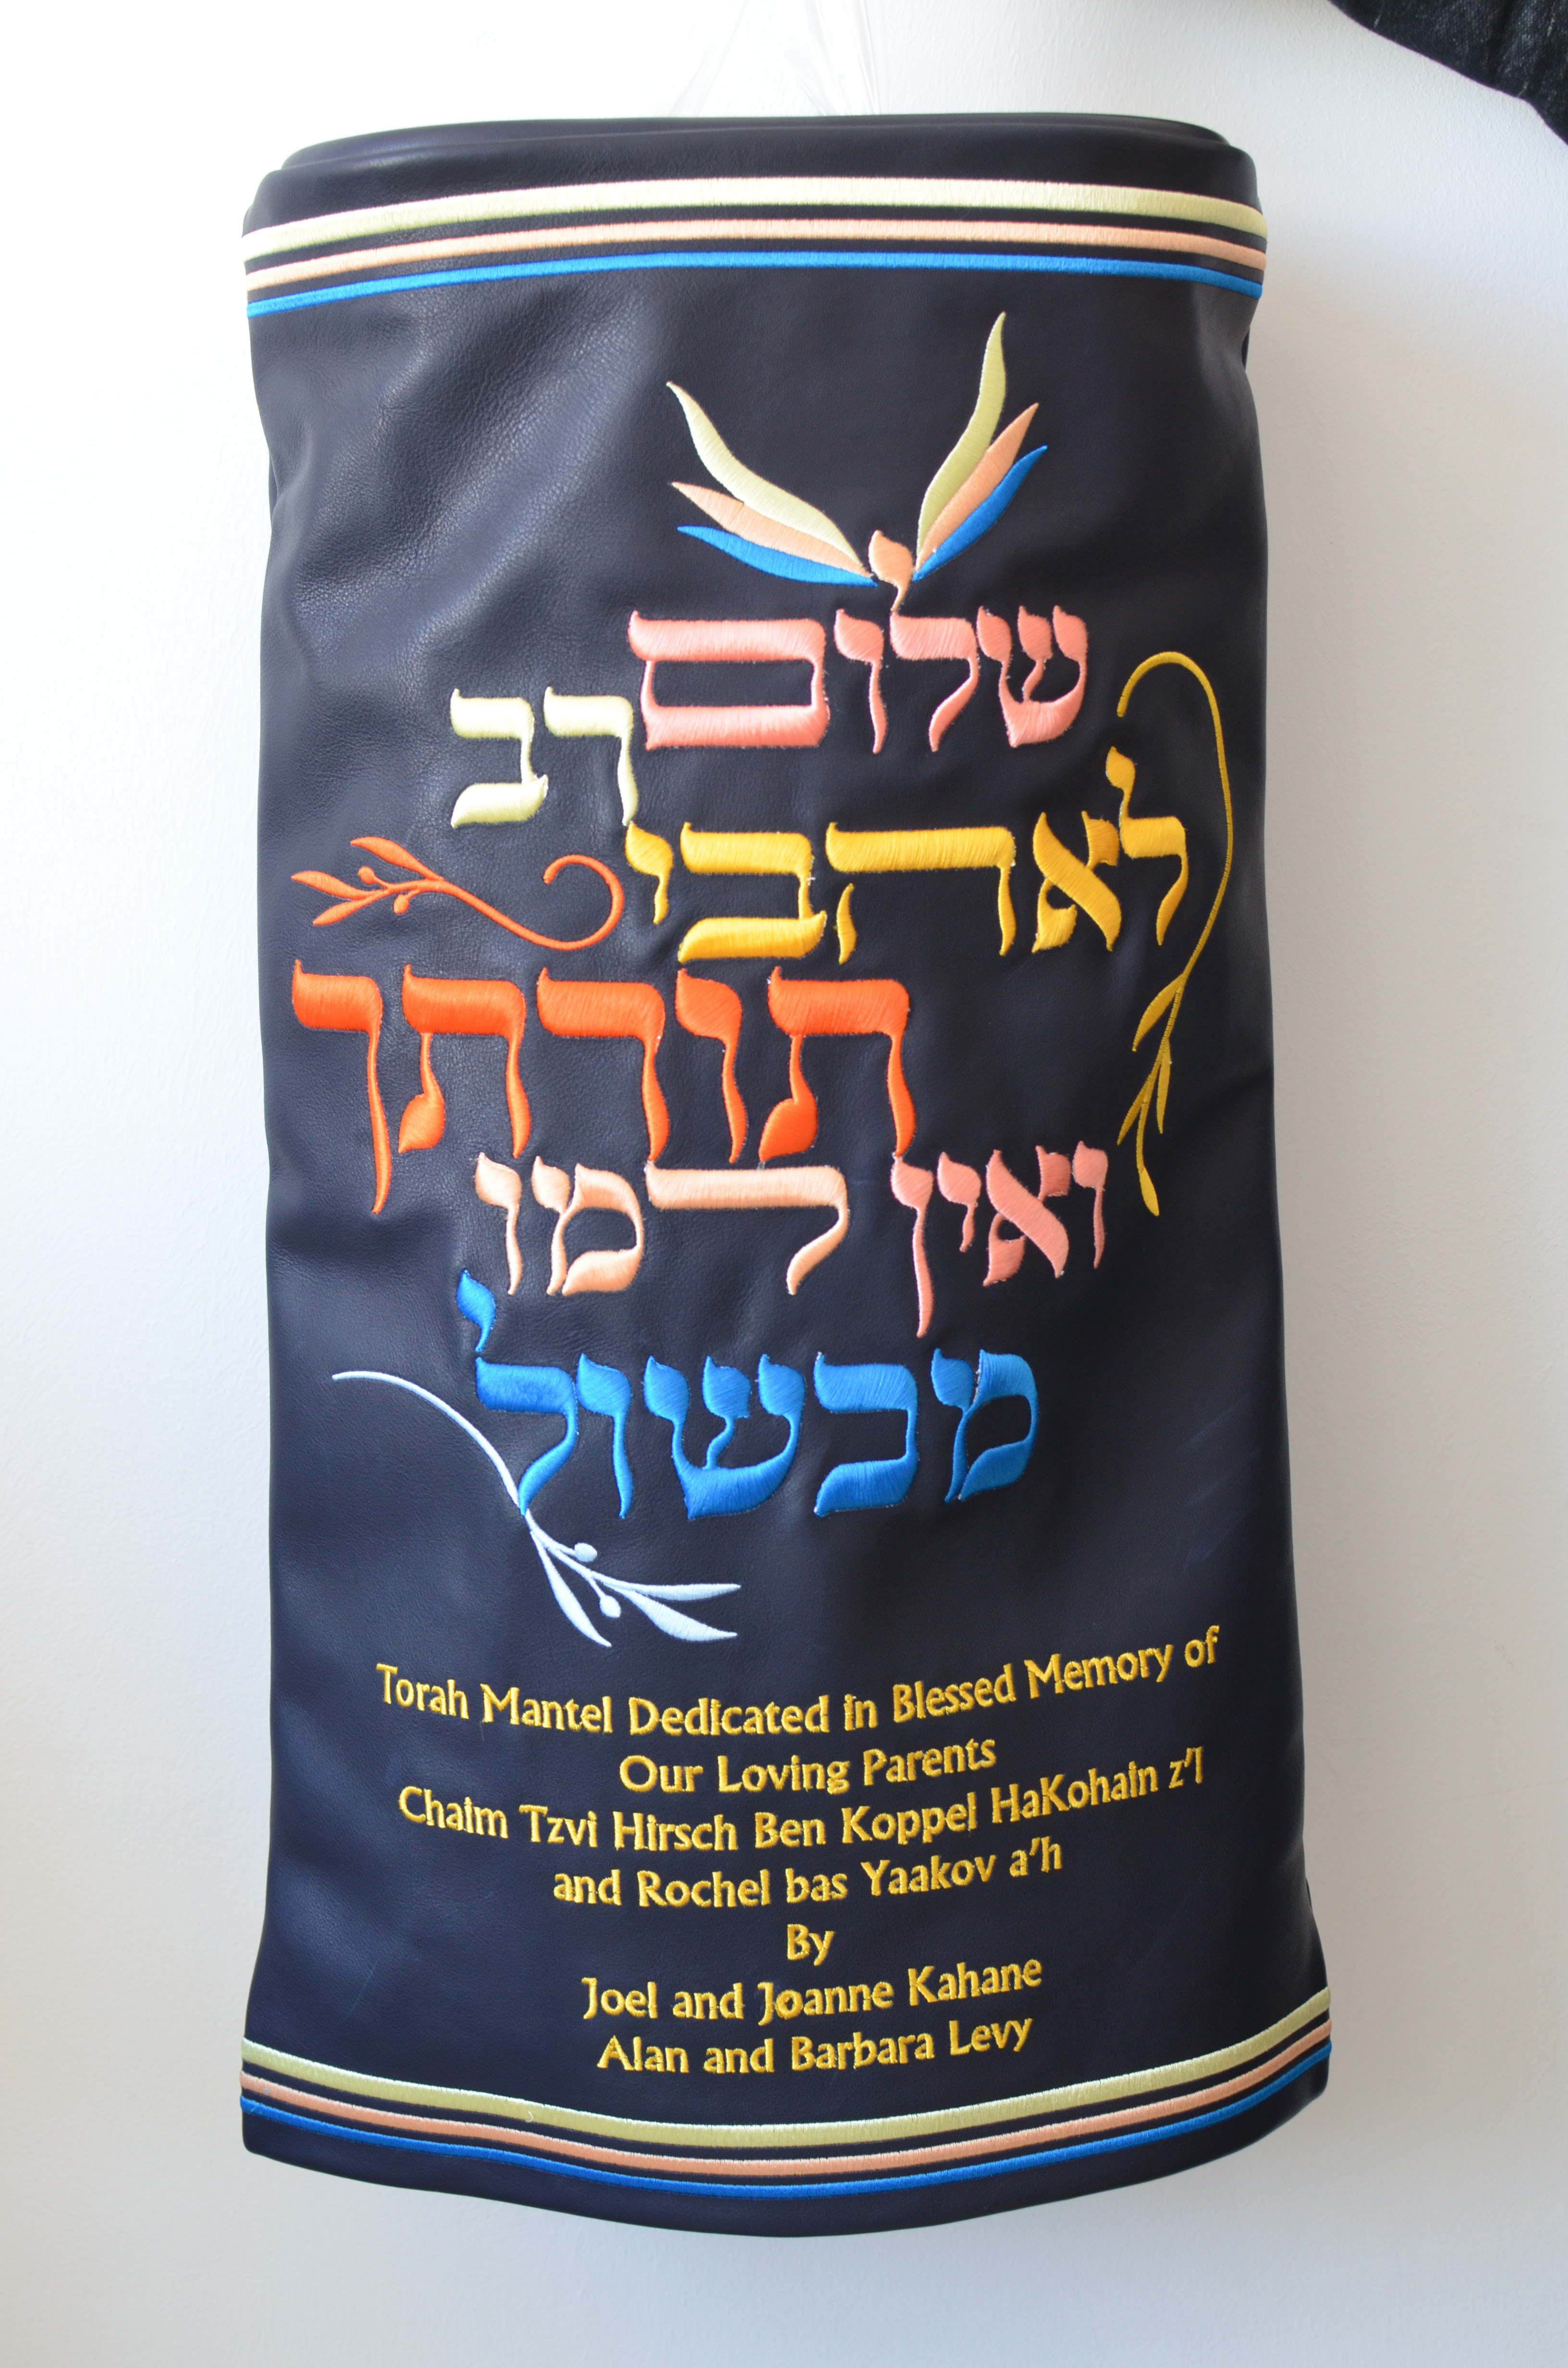 שלום
רב
לאהבי
תורתך
ואין למו
מכשול
Torah Mantel Dedicated in Blessed Memory of
Our Loving Parents
Chaim Tzvi Hirsch Ben Koppel HaKohain z'l
and Rochel bas Yaakov a'h
By
Joel and Joanne Kahane
Alan and Barbara Levy